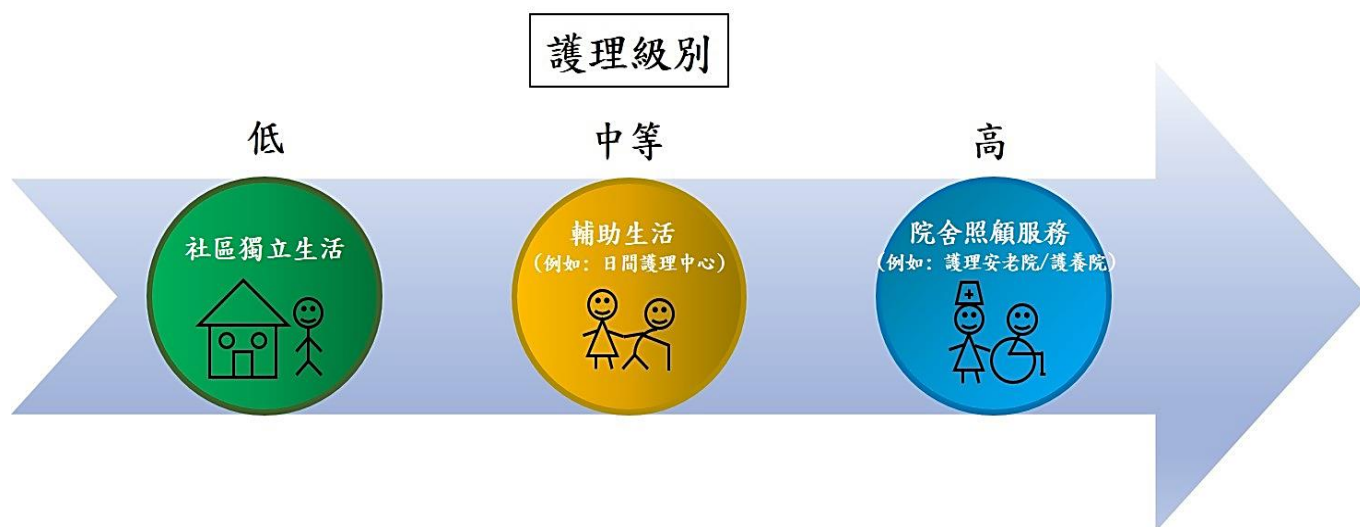 護理級別
低
中等
高
社區獨立生活
輔助生活
(例如: 日間護理中心)
院舍照顧服務
(例如: 護理安老院/護養院)